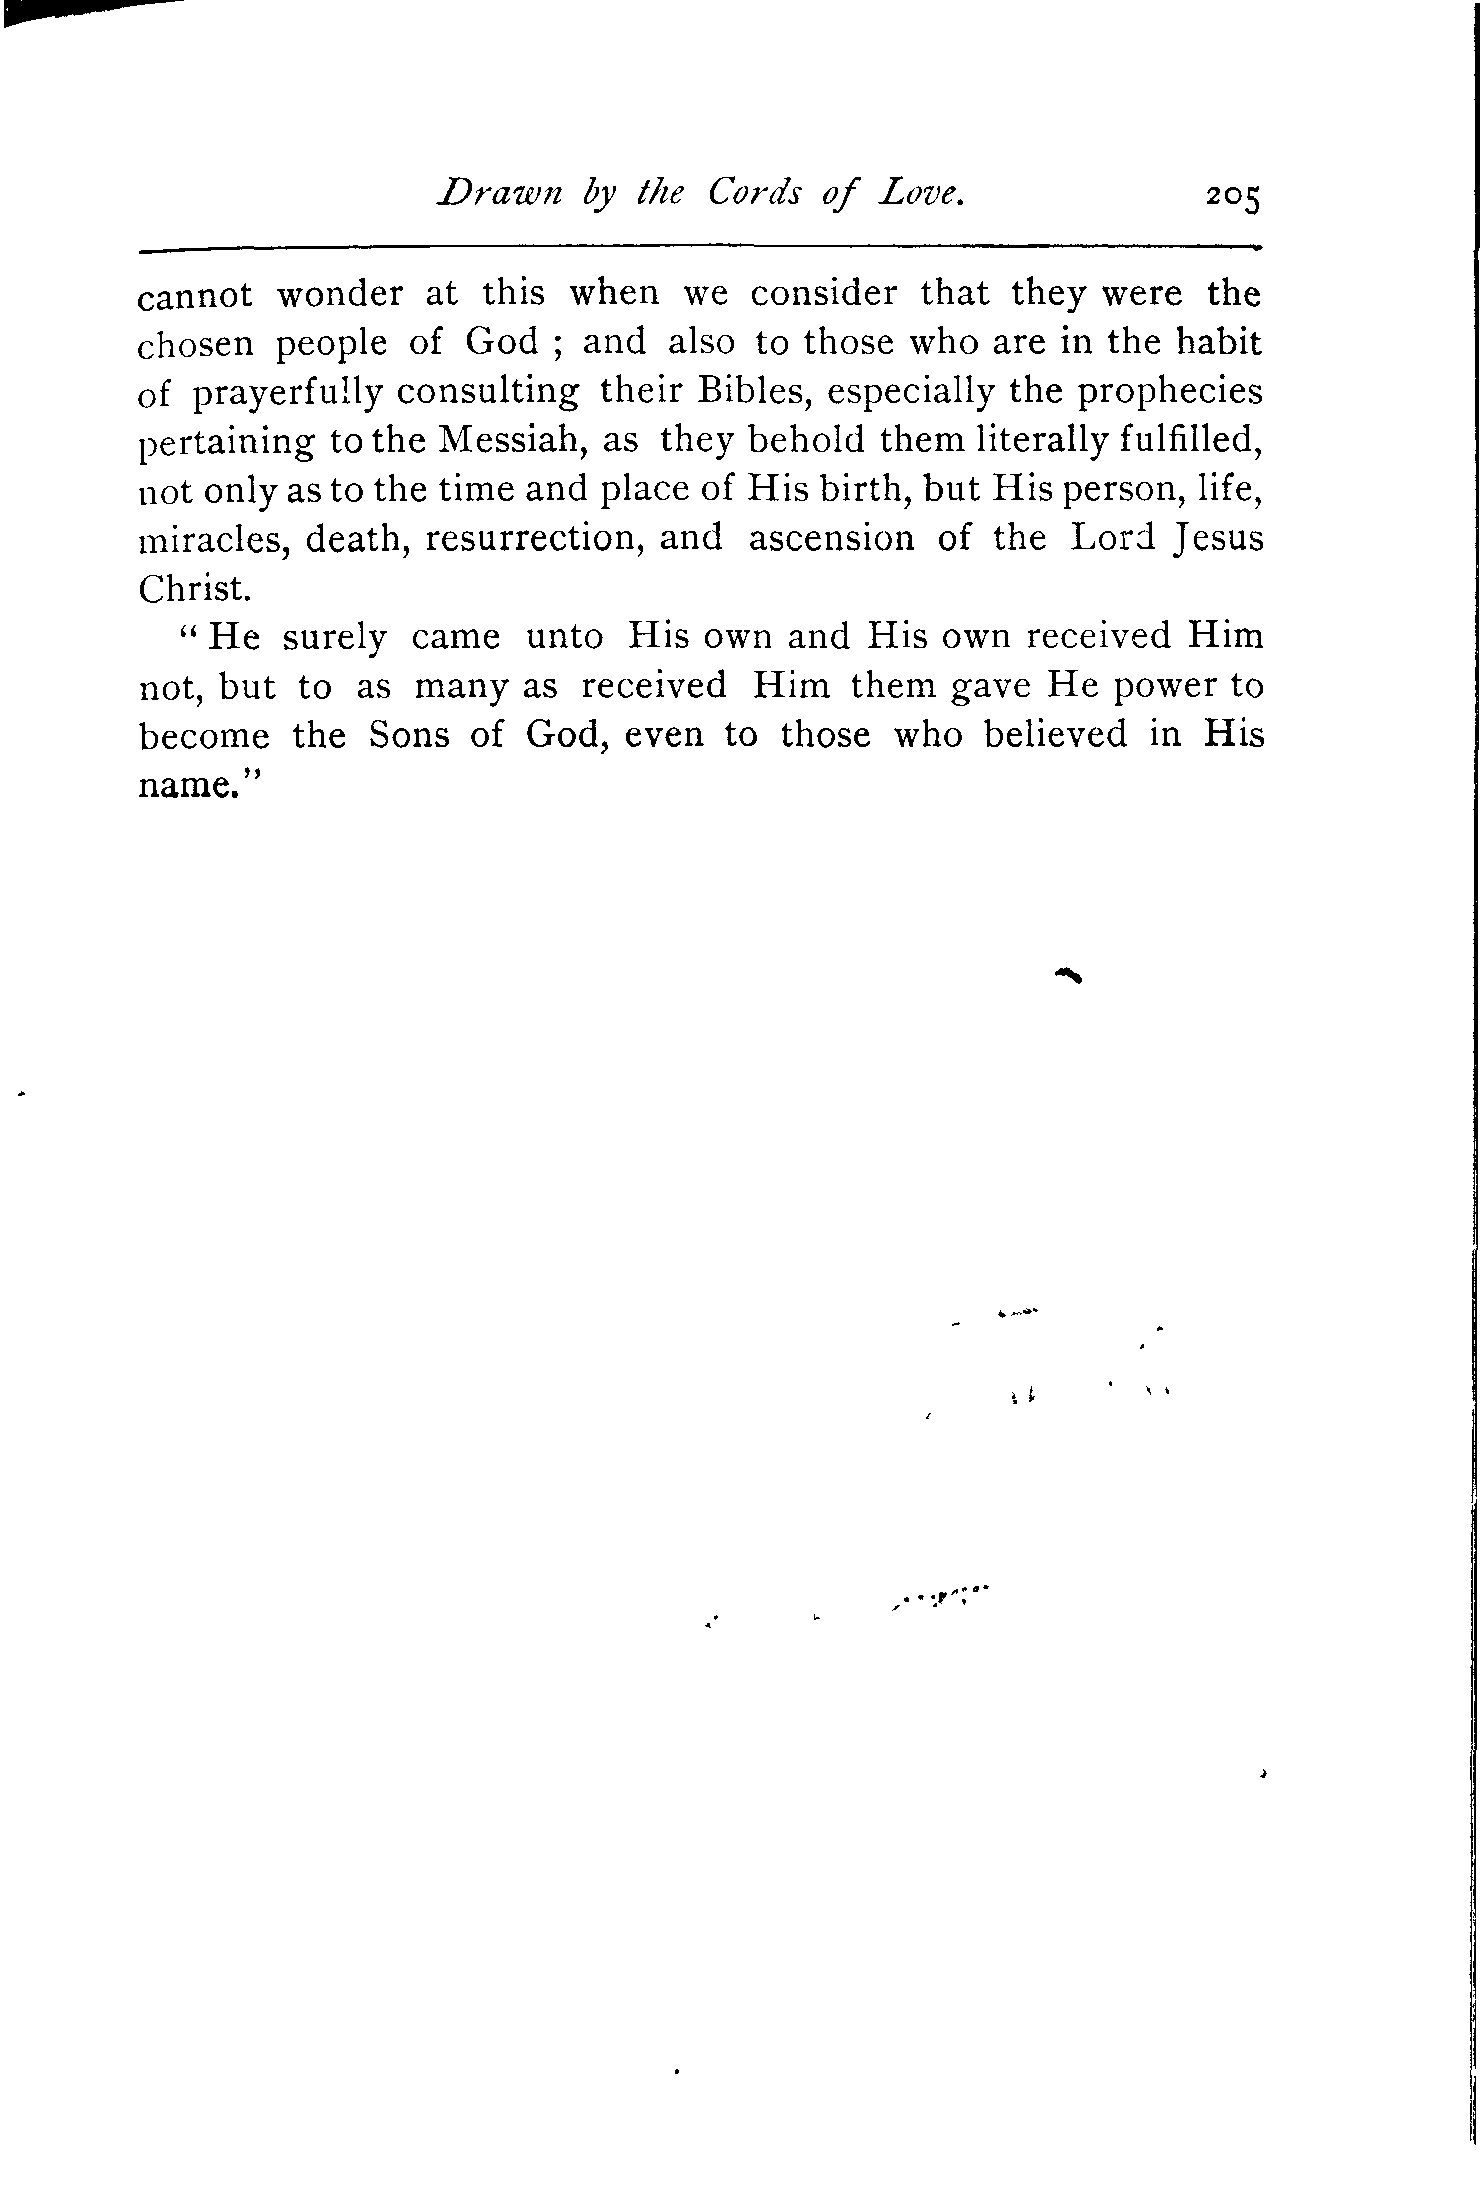 Drawn by the Cords of Love. 205
cannot wonder at this when we consider that they were the
chosen people of God ; and also to those who are in the habit
of prayerfully consulting their Bibles, especially the prophecies
pertaining to the Messiah, as they behold them literally fulfilled,
not only as to the time and place of His birth, but His person, life,
miracles, death, resurrection, and ascension of the Lord Jesus
Christ.
“ He surely came unto His own and His own received Him
not, but to as many as received Him them gave He power to
become the Sons of God, even to those who believed in His
name.”